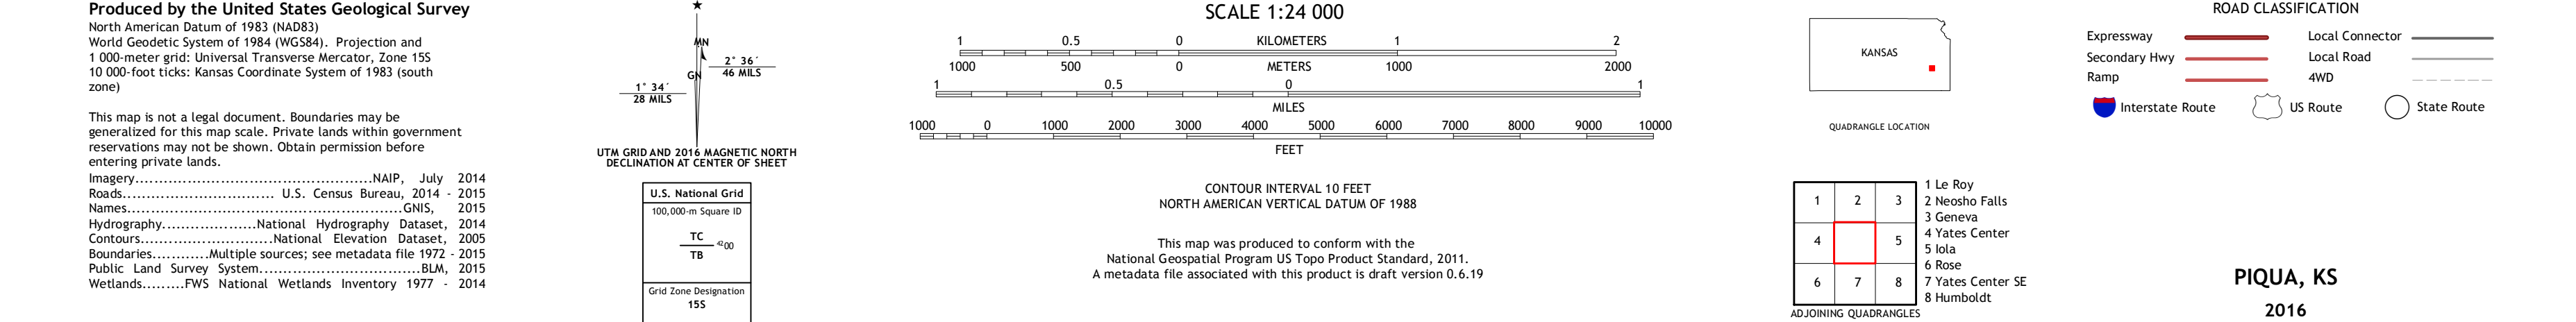 Produced by the United States Geological Survey
North American Datum of 1983 (NAD83)
World Geodetic System of 1984 (WGS84). Projection and
1 000-meter grid: Universal Transverse Mercator, Zone 15S
10 000-foot ticks: Kansas Coordinate System of 1983 (south
zone)
This map is not a legal document. Boundaries may be
generalized for this map scale. Private lands within government
reservations may not be shown. Obtain permission before
entering private lands.
Imagery................................................NAIP, July 2014
Roads............................ U.S. Census Bureau, 2014 - 2015
Names....................................................GNIS, 2015
Hydrography...................National Hydrography Dataset, 2014
Contours.........................National Elevation Dataset, 2005
Boundaries...........Multiple sources; see metadata file 1972 - 2015
Public Land Survey System...............................BLM, 2015
Wetlands.........FWS National Wetlands Inventory 1977 - 2014
MN
GN
2° 36´
46 MILS
1° 34´
28 MILS
UTM GRID AND 2016 MAGNETIC NORTH
DECLINATION AT CENTER OF SHEET
U.S. National Grid
100,000-m Square ID
TC
4200
TB
Grid Zone Designation
15S
SCALE 1:24 000
1 0.5 0 KILOMETERS 1 2
1000 500 0 METERS 1000 2000
1 0.5 0 1
MILES
1000 0 1000 2000 3000 4000 5000 6000 7000 8000 9000 10000
FEET
CONTOUR INTERVAL 10 FEET
NORTH AMERICAN VERTICAL DATUM OF 1988
This map was produced to conform with the
National Geospatial Program US Topo Product Standard, 2011.
A metadata file associated with this product is draft version 0.6.19
KANSAS
QUADRANGLE LOCATION
1 2 3
4 5
6 7 8
ADJOINING QUADRANGLES
1 Le Roy
2 Neosho Falls
3 Geneva
4 Yates Center
5 Iola
6 Rose
7 Yates Center SE
8 Humboldt
ROAD CLASSIFICATION
Expressway Local Connector
Secondary Hwy Local Road
Ramp 4WD
Interstate Route US Route State Route
PIQUA, KS
2016